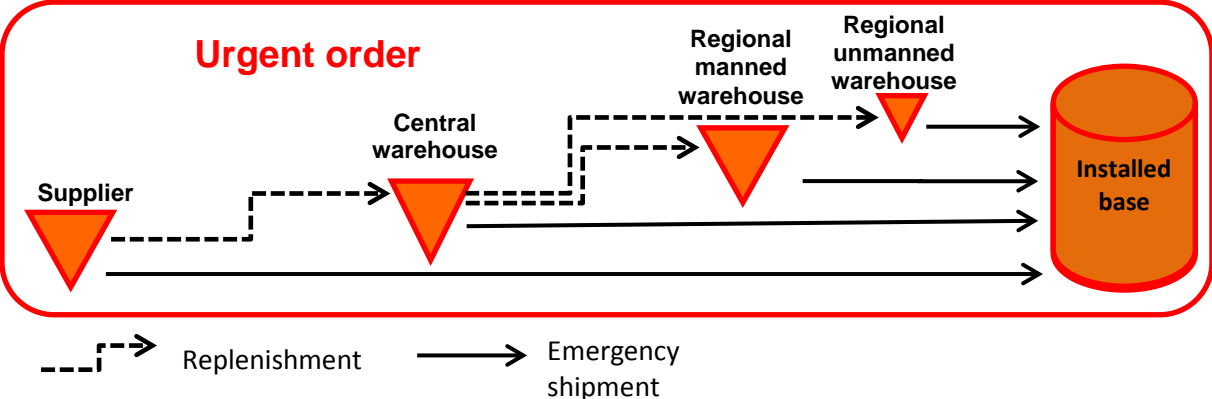 Urgent order
Supplier
Central
warehouse
Regional
manned
warehouse
Regional
unmanned
warehouse
Installed
base
Replenishment
Emergency
shipment